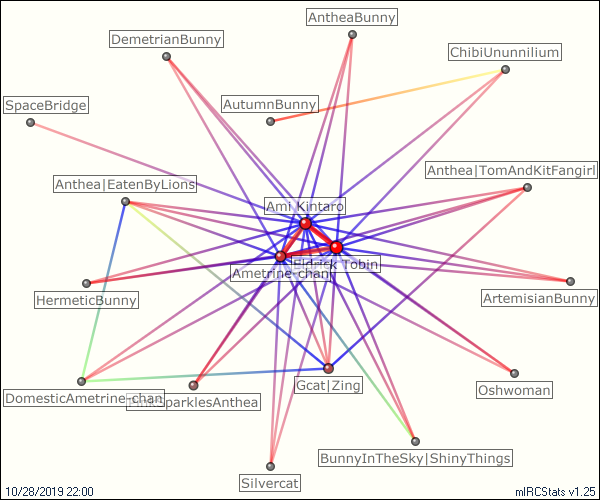 AntheaBunny
DemetrianBunny
ChibiUnunnilium
SpaceBridge
AutumnBunny
Anthea|TomAndKitFangirl
Anthea|EatenByLions
Ami Kintaro
Eldrick Tobin
Ametrine-chan
HermeticBunny
ArtemisianBunny
Gcat|Zing
Oshwoman
DomesticAmetrine-chan
SparklesAnthea
BunnyInTheSky|ShinyThings
Silvercat
10/28/2019 22:00
mIRCStats v1.25